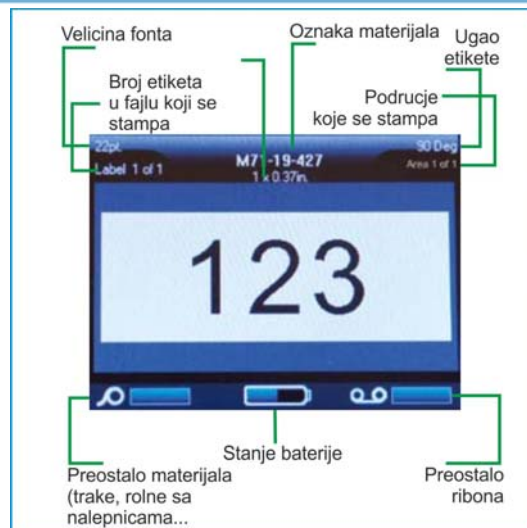 Velicina fonta
Oznaka materijala
Ugao
etikete
Broj etiketa
u fajlu koji se
stampa
Podrucje
koje se stampa
22pt.
90 Deg
Label 1 of 1
M71-19-427
Area 1 of 1
1 x 0.37in.
123
Stanje baterije
Preostalo materijala
(trake, rolne sa
nalepnicama...
Preostalo
ribona